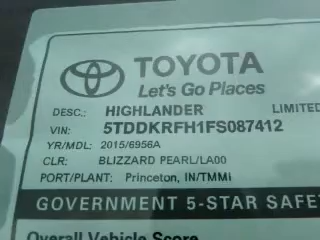 TOYOTA
Let's Go Places
DESC.: HIGHLANDER LIMITED
VIN: 5TDDKRFH1FS087412
YR/MDL: 2015/6956A
CLR: BLIZZARD PEARL/LA00
PORT/PLANT: Princeton, IN/TMMi
GOVERNMENT 5-STAR SAFE
Overall Vehicle Score